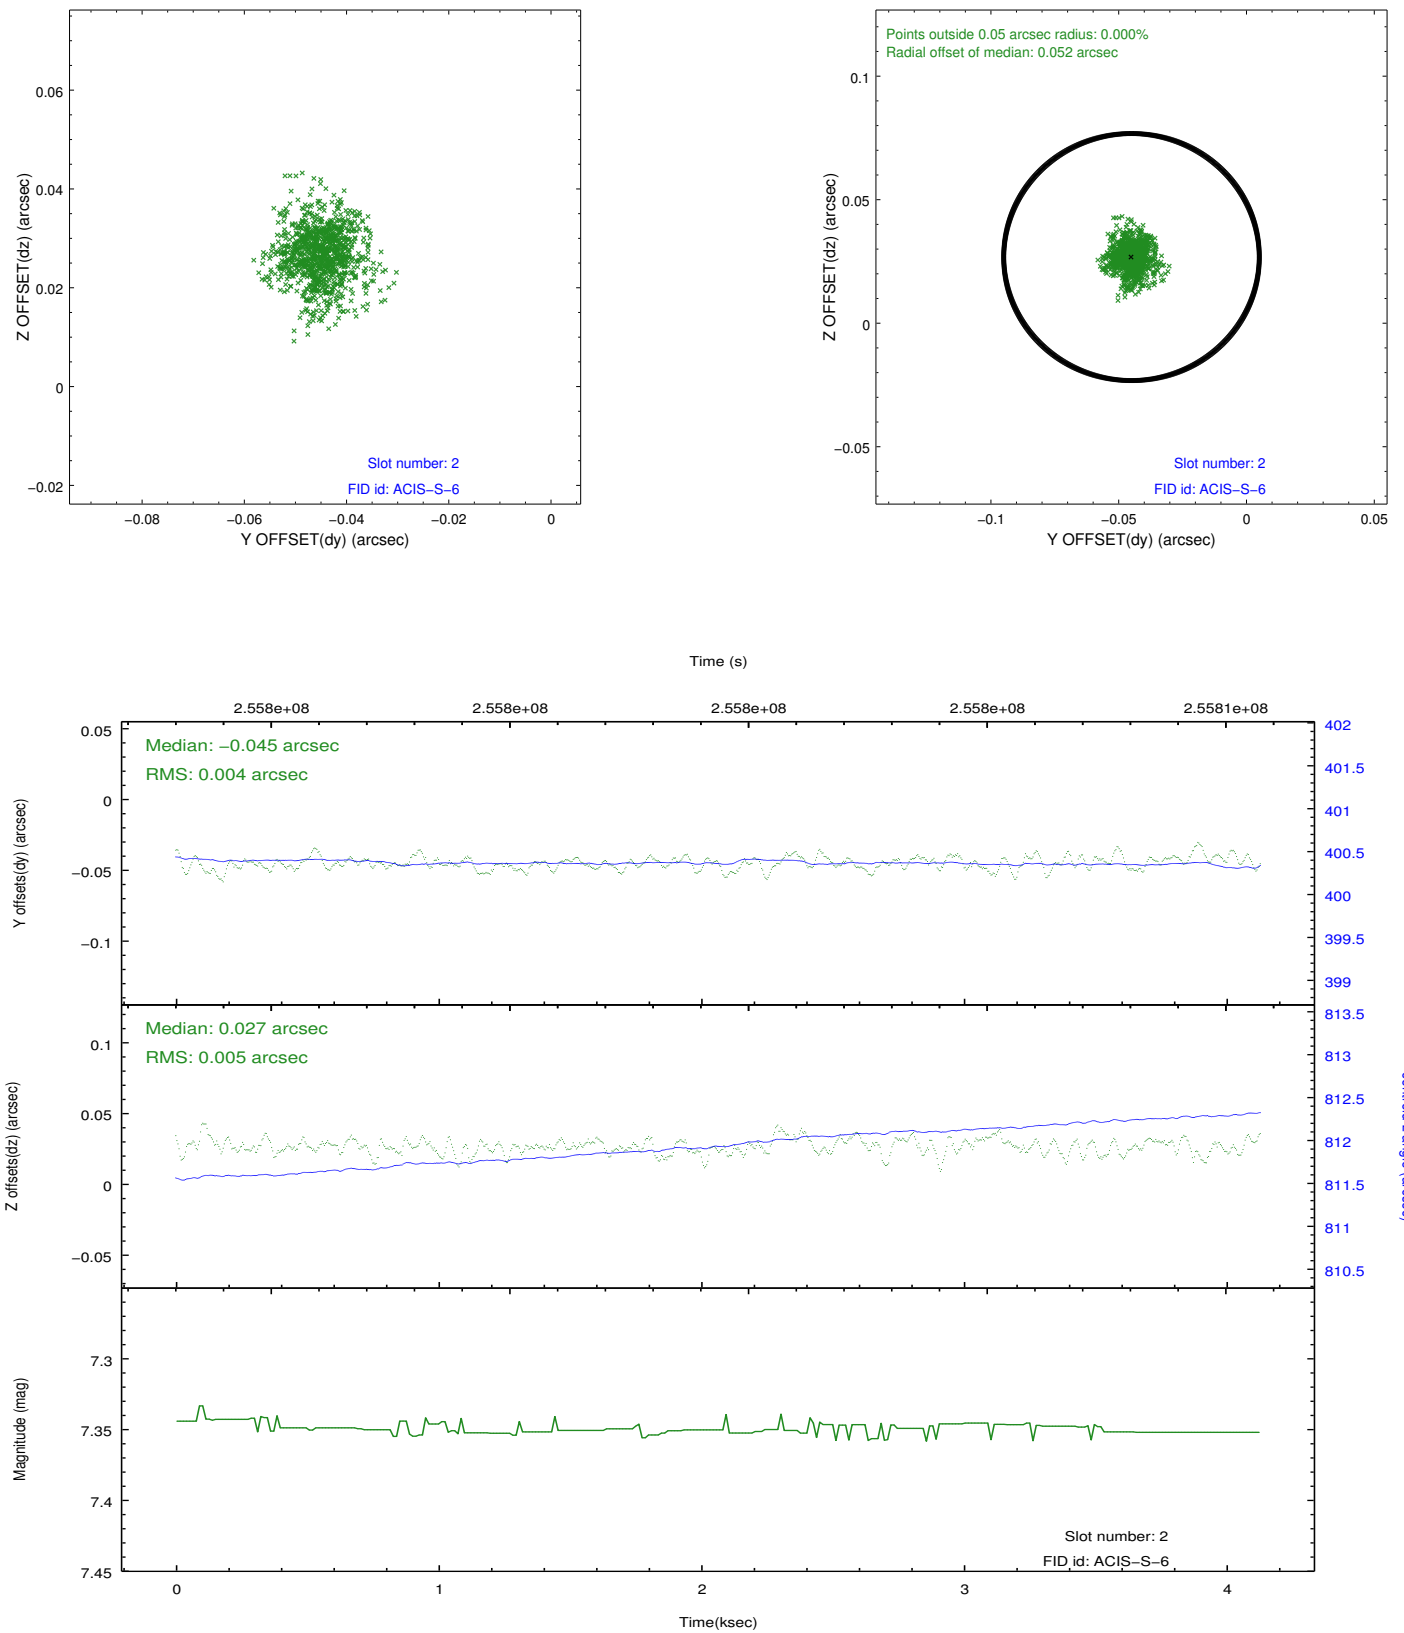 0.06
0.04
0.02
0
−0.02
Z OFFSET(dz) (arcsec)
Slot number: 2
FID id: ACIS−S−6
−0.08 −0.06 −0.04 −0.02 0
Y OFFSET(dy) (arcsec)
Points outside 0.05 arcsec radius: 0.000%
Radial offset of median: 0.052 arcsec
0.1
0.05
0
−0.05
Z OFFSET(dz) (arcsec)
Slot number: 2
FID id: ACIS−S−6
−0.1 −0.05 0 0.05
Y OFFSET(dy) (arcsec)
Time (s)
2.558e+08 2.558e+08 2.558e+08 2.558e+08 2.5581e+08
Median: −0.045 arcsec
RMS: 0.004 arcsec
0.05
0
−0.05
−0.1
Y offsets(dy) (arcsec)
402
401.5
401
400.5
400
399.5
399
Median: 0.027 arcsec
RMS: 0.005 arcsec
0.1
0.05
0
−0.05
Z offsets(dz) (arcsec)
813.5
813
812.5
812
811.5
811
810.5
7.3
7.35
7.4
7.45
Magnitude (mag)
Slot number: 2
FID id: ACIS−S−6
0 1 2 3 4
Time(ksec)